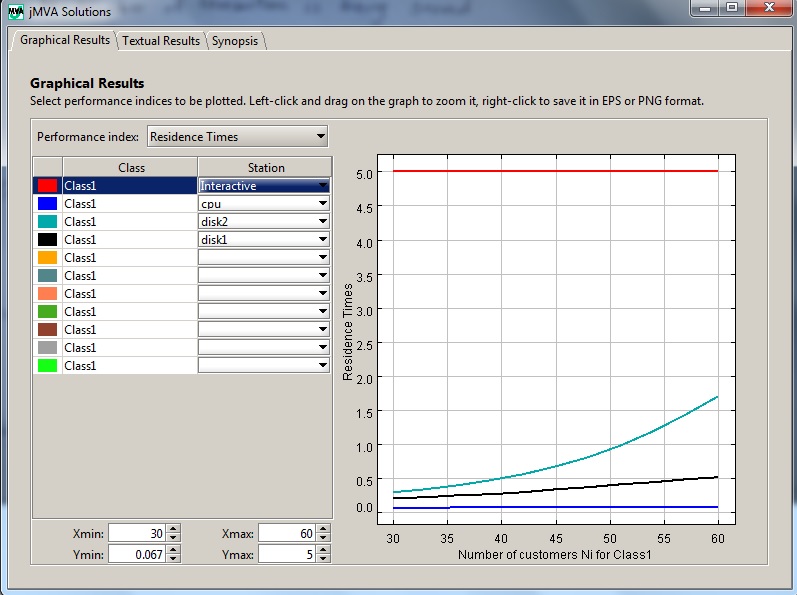 jMVA Solutions
Graphical Results
Textual Results
Synopsis
Graphical Results
Select performance indices to be plotted. Left-click and drag on the graph to zoom it, right-click to save it in EPS or PNG format.
Performance index: Residence Times
Class Station
Class1 Interactive
Class1 cpu
Class1 disk2
Class1 disk1
Class1
Class1
Class1
Class1
Class1
Class1
Class1
Xmin: 30 Xmax: 60
Ymin: 0.067 Ymax: 5
Residence Times
5.0
4.5
4.0
3.5
3.0
2.5
2.0
1.5
1.0
0.5
0.0
30 35 40 45 50 55 60
Number of customers Ni for Class1